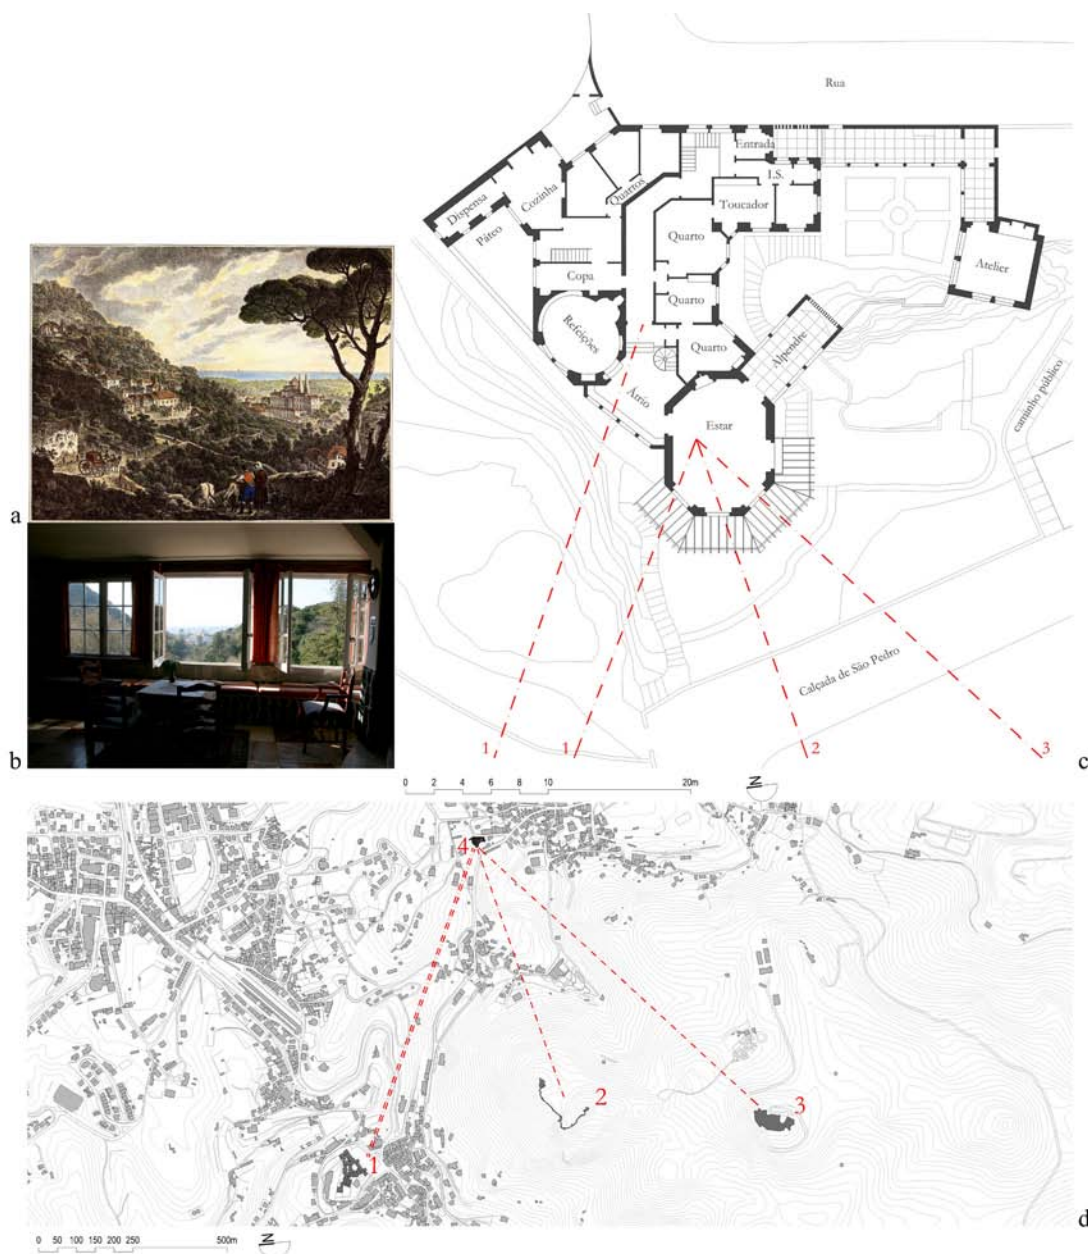 Rua
Entrada
I.S.
Toucador
Quartos
Cozinha
Dispensa
Páteo
Quarto
Atelier
Copa
Quarto
Refeições
Quarto
Alpendre
Átrio
Estar
caminho público
Calçada de São Pedro
a
b
1
1
2
3
c
0 2 4 6 8 10 20m
N
4
1
2
3
d
0 50 100 150 200 250 500m
N